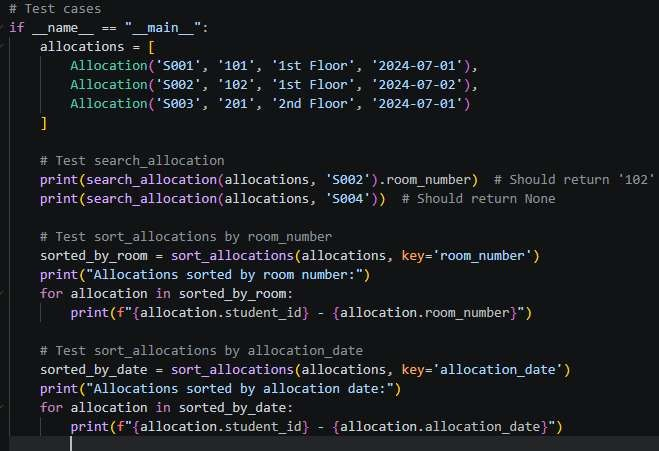 # Test cases
if __name__ == "__main__":
    allocations = [
        Allocation('S001', '101', '1st Floor', '2024-07-01'),
        Allocation('S002', '102', '1st Floor', '2024-07-02'),
        Allocation('S003', '201', '2nd Floor', '2024-07-01')
    ]
    # Test search_allocation
    print(search_allocation(allocations, 'S002').room_number)  # Should return '102'
    print(search_allocation(allocations, 'S004'))  # Should return None
    # Test sort_allocations by room_number
    sorted_by_room = sort_allocations(allocations, key='room_number')
    print("Allocations sorted by room number:")
    for allocation in sorted_by_room:
        print(f"{allocation.student_id} - {allocation.room_number}")
    # Test sort_allocations by allocation_date
    sorted_by_date = sort_allocations(allocations, key='allocation_date')
    print("Allocations sorted by allocation date:")
    for allocation in sorted_by_date:
        print(f"{allocation.student_id} - {allocation.allocation_date}")